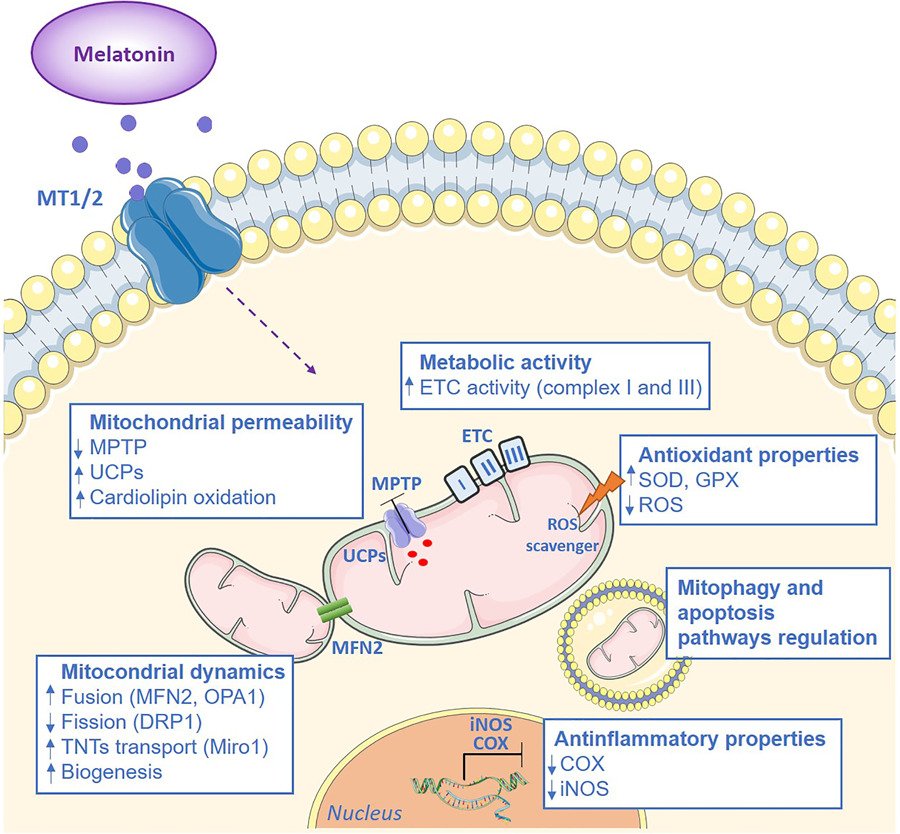 Melatonin
MT1/2
Metabolic activity
↑ ETC activity (complex I and III)
Mitochondrial permeability
↓ MPTP
↑ UCPs
↑ Cardiolipin oxidation
ETC
I
II
III
Antioxidant properties
↑ SOD, GPX
↓ ROS
MPTP
UCPs
ROS
scavenger
Mitophagy and
apoptosis
pathways regulation
MFN2
Mitocondrial dynamics
↑ Fusion (MFN2, OPA1)
↓ Fission (DRP1)
↑ TNTs transport (Miro1)
↑ Biogenesis
iNOS
COX
Nucleus
Antinflammatory properties
↓ COX
↓ iNOS